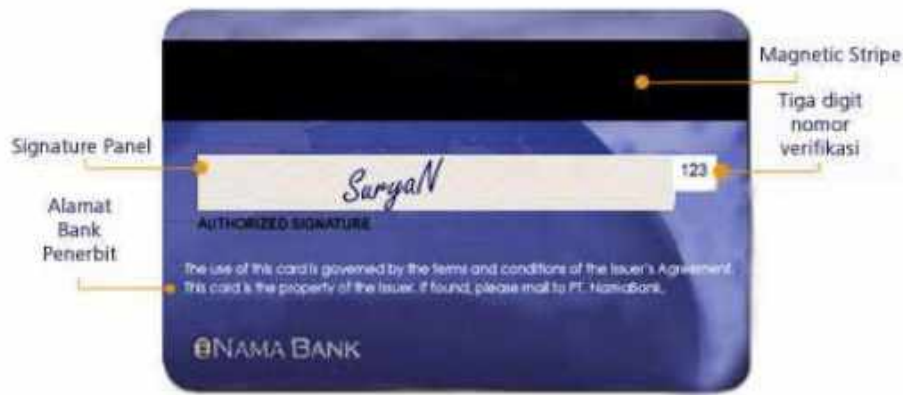 Magnetic Stripe
Tiga digit
nomor
verifikasi
Signature Panel
SuryaN
123
AUTHORIZED SIGNATURE
Alamat
Bank
Penerbit
The use of this card is governed by the terms and conditions of the Issuer's Agreement.
This card is the property of the Issuer. If found, please mail to PT. NamaBank.
NAMA BANK